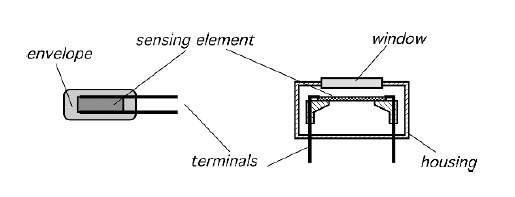 sensing element
window
envelope
terminals
housing